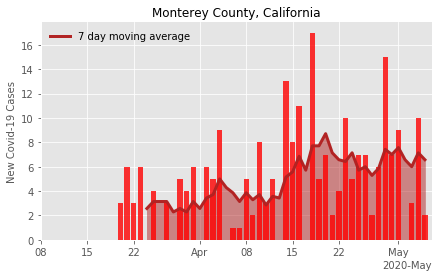 Monterey County, California
7 day moving average
New Covid-19 Cases
16
14
12
10
8
6
4
2
0
08 15 22 Apr 08 15 22 May
2020-May